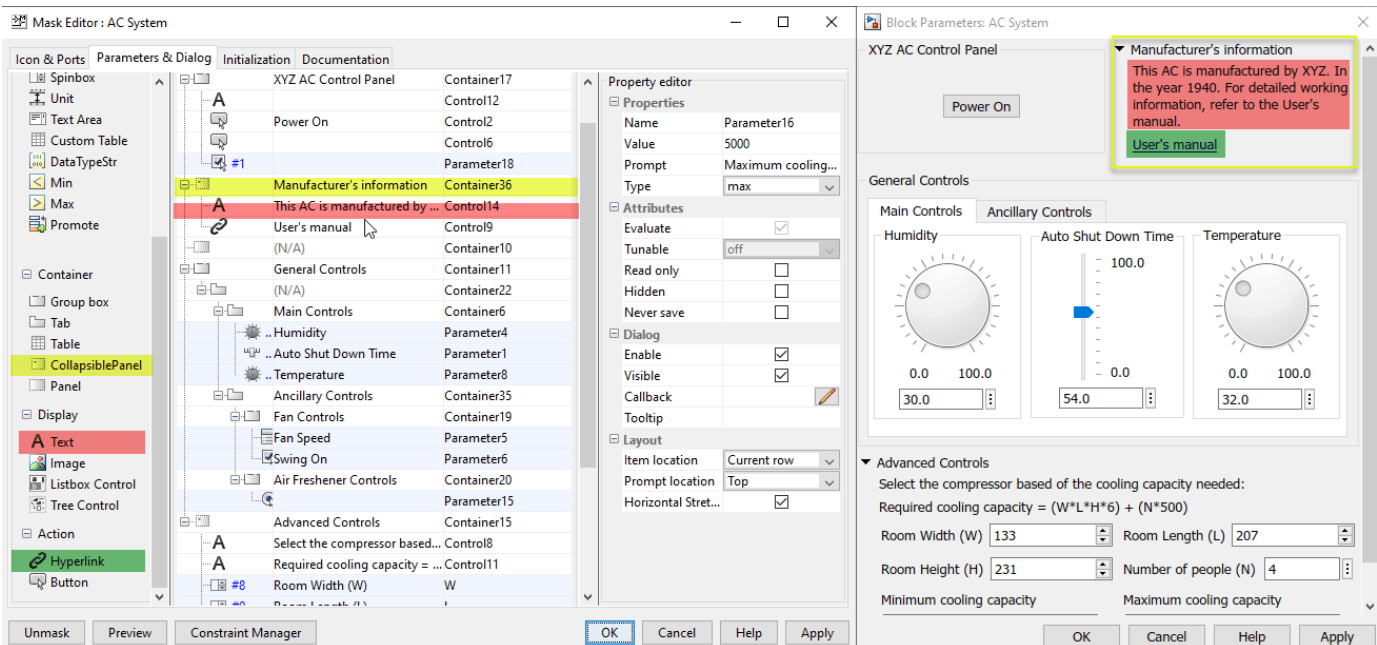 Mask Editor : AC System
Icon & Ports Parameters & Dialog Initialization Documentation
Spinbox
Unit
Text Area
Custom Table
DataTypeStr
Min
Max
Promote
Container
Group box
Tab
Table
CollapsiblePanel
Panel
Display
A Text
Image
Listbox Control
Tree Control
Action
Hyperlink
Button
XYZ AC Control Panel Container17
A Control12
Power On Control2
Control6
#1 Parameter18
Manufacturer's information Container36
A This AC is manufactured by ... Control14
User's manual Control9
(N/A) Container10
General Controls Container11
(N/A) Container22
Main Controls Container6
.. Humidity Parameter4
.. Auto Shut Down Time Parameter1
.. Temperature Parameter8
Ancillary Controls Container35
Fan Controls Container19
Fan Speed Parameter5
Swing On Parameter6
Air Freshener Controls Container20
Parameter15
Advanced Controls Container15
A Select the compressor based... Control8
A Required cooling capacity = ... Control11
#8 Room Width (W) W
#9 Room Length (L) L
Property editor
Properties
Name Parameter16
Value 5000
Prompt Maximum cooling...
Type max
Attributes
Evaluate
Tunable off
Read only
Hidden
Never save
Dialog
Enable
Visible
Callback
Tooltip
Layout
Item location Current row
Prompt location Top
Horizontal Stret...
Unmask Preview Constraint Manager OK Cancel Help Apply
Block Parameters: AC System
XYZ AC Control Panel
Power On
Manufacturer's information
This AC is manufactured by XYZ. In
the year 1940. For detailed working
information, refer to the User's
manual.
User's manual
General Controls
Main Controls Ancillary Controls
Humidity Auto Shut Down Time Temperature
100.0
0.0
0.0 100.0
0.0 100.0
30.0 54.0 32.0
Advanced Controls
Select the compressor based of the cooling capacity needed:
Required cooling capacity = (W*L*H*6) + (N*500)
Room Width (W) 133 Room Length (L) 207
Room Height (H) 231 Number of people (N) 4
Minimum cooling capacity Maximum cooling capacity
OK Cancel Help Apply